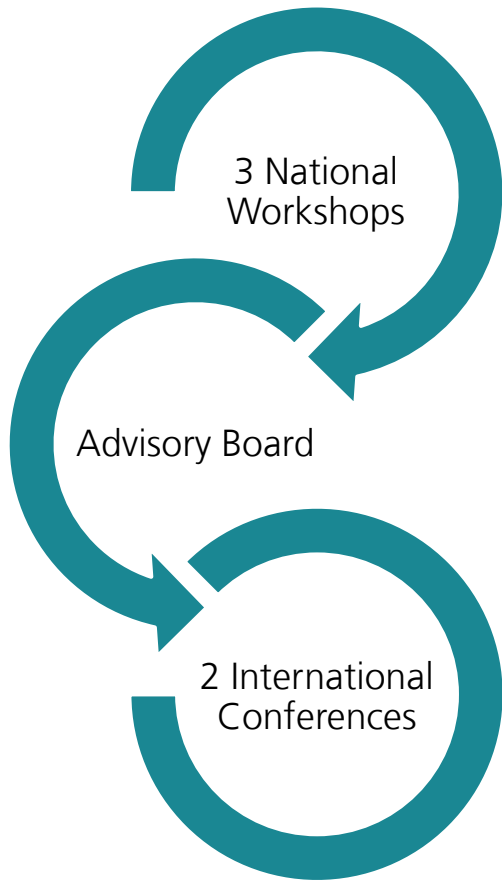 3 National
Workshops
Advisory Board
2 International
Conferences